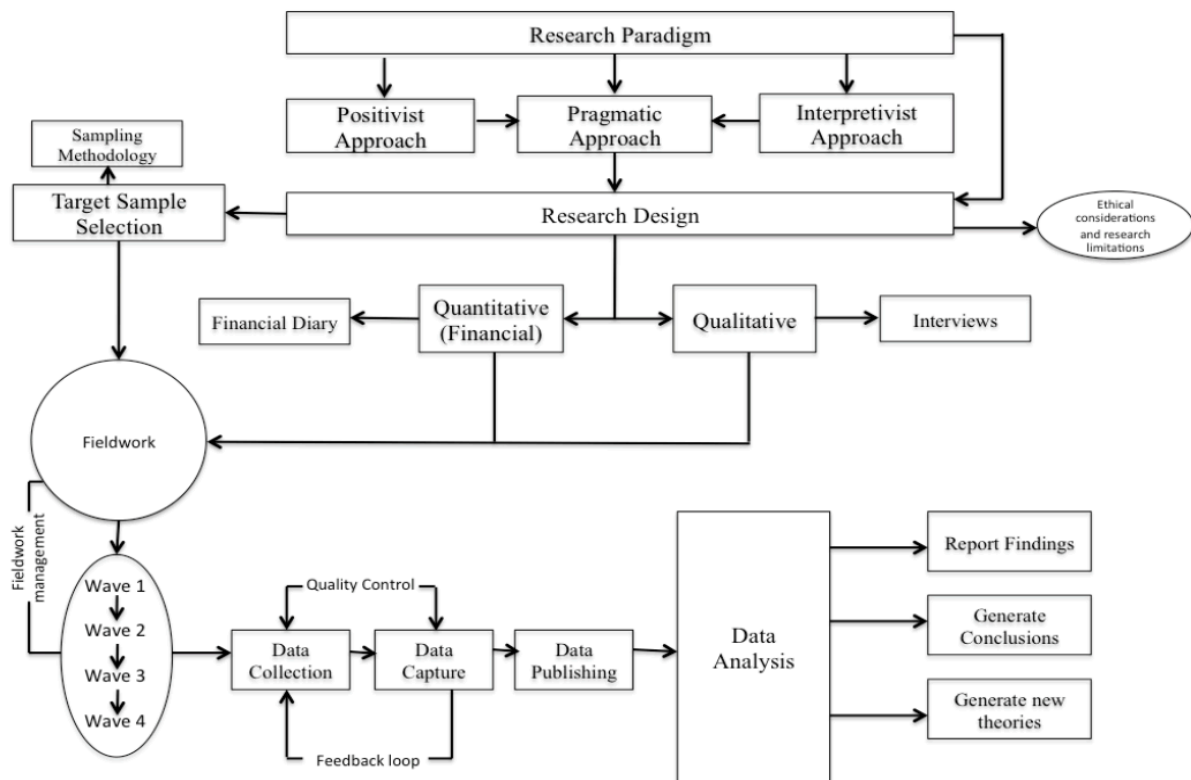 Research Paradigm
Positivist
Approach
Pragmatic
Approach
Interpretivist
Approach
Sampling
Methodology
Target Sample
Selection
Research Design
Ethical
considerations
and research
limitations
Financial Diary
Quantitative
(Financial)
Qualitative
Interviews
Fieldwork
Fieldwork
management
Wave 1
Wave 2
Wave 3
Wave 4
Quality Control
Data
Collection
Data
Capture
Data
Publishing
Feedback loop
Data
Analysis
Report Findings
Generate
Conclusions
Generate new
theories